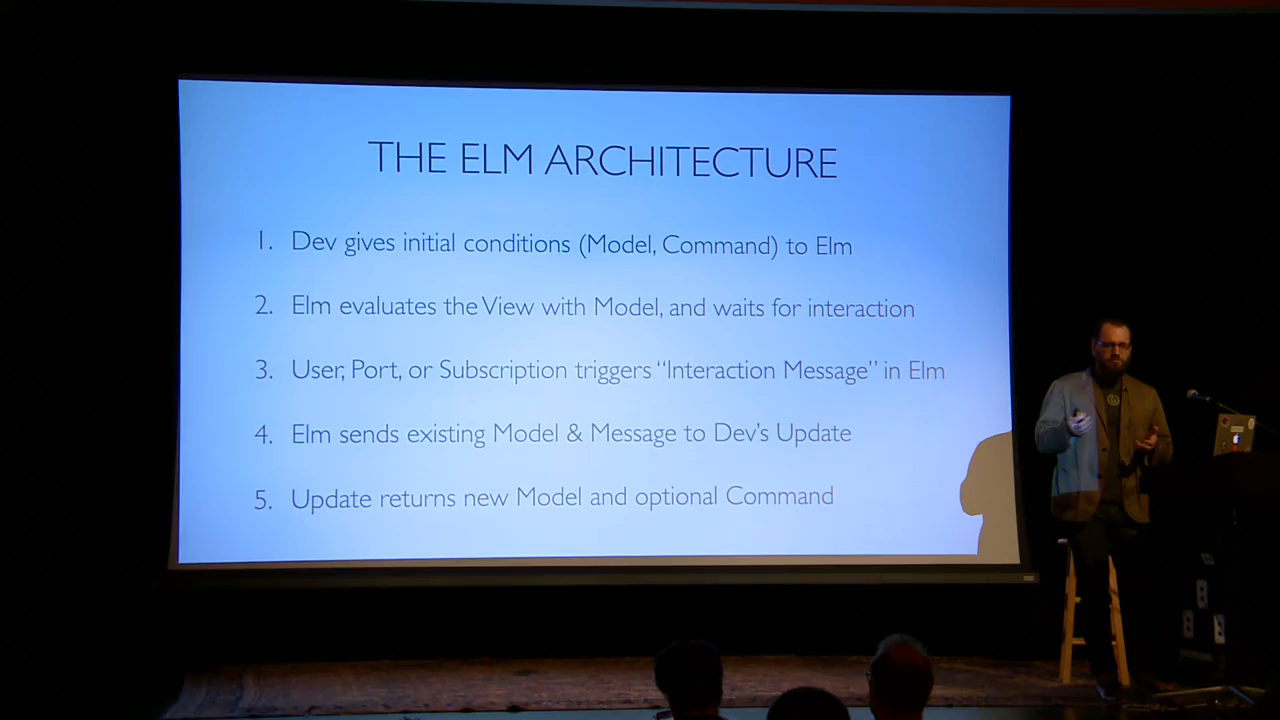 THE ELM ARCHITECTURE
1. Dev gives initial conditions (Model, Command) to Elm
2. Elm evaluates the View with Model, and waits for interaction
3. User, Port, or Subscription triggers “Interaction Message” in Elm
4. Elm sends existing Model & Message to Dev’s Update
5. Update returns new Model and optional Command